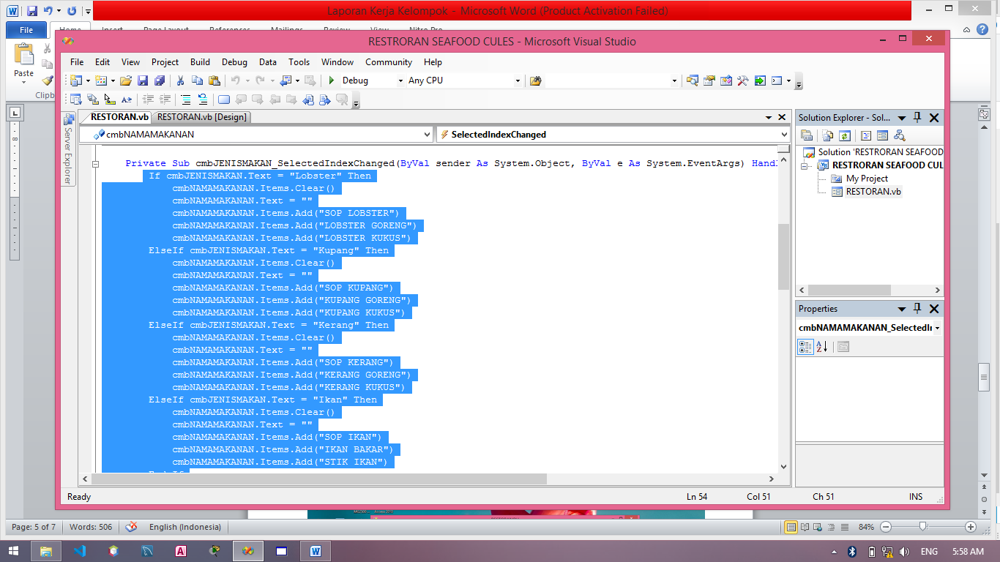 Laporan Kerja Kelompok - Microsoft Word (Product Activation Failed)
File Home Insert Page Layout References Mailings Review View Nitro Pro
Paste
Clipb
RESTRORAN SEAFOOD CULES - Microsoft Visual Studio
File Edit View Project Build Debug Data Tools Window Community Help
Debug Any CPU
RESTORAN.vb RESTORAN.vb [Design]
Server Explorer
cmbNAMAMAKANAN SelectedIndexChanged
Private Sub cmbJENISMAKAN_SelectedIndexChanged(ByVal sender As System.Object, ByVal e As System.EventArgs) Handl
If cmbJENISMAKAN.Text = "Lobster" Then
cmbNAMAMAKANAN.Items.Clear()
cmbNAMAMAKANAN.Text = ""
cmbNAMAMAKANAN.Items.Add("SOP LOBSTER")
cmbNAMAMAKANAN.Items.Add("LOBSTER GORENG")
cmbNAMAMAKANAN.Items.Add("LOBSTER KUKUS")
ElseIf cmbJENISMAKAN.Text = "Kupang" Then
cmbNAMAMAKANAN.Items.Clear()
cmbNAMAMAKANAN.Text = ""
cmbNAMAMAKANAN.Items.Add("SOP KUPANG")
cmbNAMAMAKANAN.Items.Add("KUPANG GORENG")
cmbNAMAMAKANAN.Items.Add("KUPANG KUKUS")
ElseIf cmbJENISMAKAN.Text = "Kerang" Then
cmbNAMAMAKANAN.Items.Clear()
cmbNAMAMAKANAN.Text = ""
cmbNAMAMAKANAN.Items.Add("SOP KERANG")
cmbNAMAMAKANAN.Items.Add("KERANG GORENG")
cmbNAMAMAKANAN.Items.Add("KERANG KUKUS")
ElseIf cmbJENISMAKAN.Text = "Ikan" Then
cmbNAMAMAKANAN.Items.Clear()
cmbNAMAMAKANAN.Text = ""
cmbNAMAMAKANAN.Items.Add("SOP IKAN")
cmbNAMAMAKANAN.Items.Add("IKAN BAKAR")
cmbNAMAMAKANAN.Items.Add("STIK IKAN")
End If
Solution Explorer - Sol...
Solution 'RESTRORAN SEAFOOD
RESTRORAN SEAFOOD CUL
My Project
RESTORAN.vb
Properties
cmbNAMAMAKANAN_SelectedIn
Ready Ln 54 Col 51 Ch 51 INS
Page: 5 of 7 Words: 506 English (Indonesia) 84%
ENG 5:58 AM